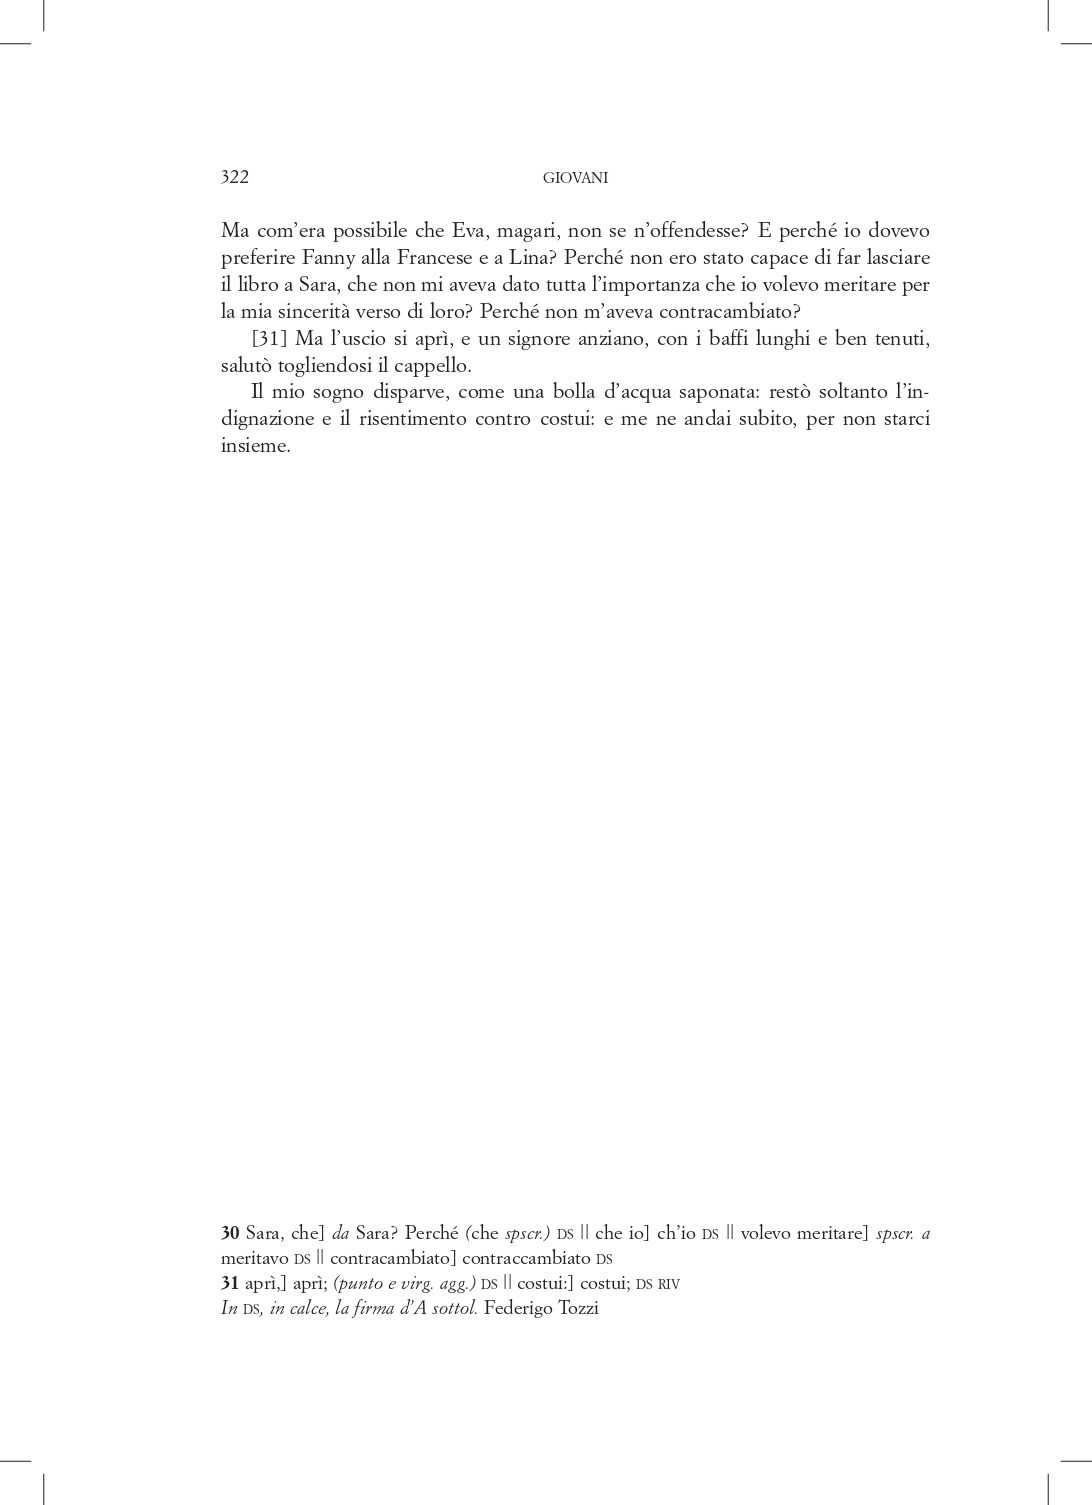 322
GIOVANI
Ma com’era possibile che Eva, magari, non se n’offendesse? E perché io dovevo
preferire Fanny alla Francese e a Lina? Perché non ero stato capace di far lasciare
il libro a Sara, che non mi aveva dato tutta l’importanza che io volevo meritare per
la mia sincerità verso di loro? Perché non m’aveva contracambiato?
[31] Ma l’uscio si aprì, e un signore anziano, con i baffi lunghi e ben tenuti,
salutò togliendosi il cappello.
Il mio sogno disparve, come una bolla d’acqua saponata: restò soltanto l’in-
dignazione e il risentimento contro costui: e me ne andai subito, per non starci
insieme.
30 Sara, che] da Sara? Perché (che spscr.) DS || che io] ch’io DS || volevo meritare] spscr. a
meritavo DS || contracambiato] contraccambiato DS
31 aprì,] aprì; (punto e virg. agg.) DS || costui:] costui; DS RIV
In DS, in calce, la firma d’A sottol. Federigo Tozzi